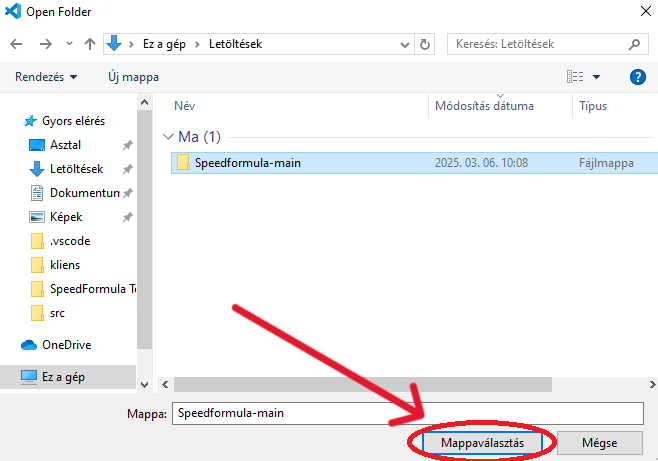 Open Folder
Ez a gép > Letöltések
Keresés: Letöltések
Rendezés
Új mappa
?
Név
Módosítás dátuma
Típus
Gyors elérés
Asztal
Letöltések
Dokumentum
Képek
.vscode
kliens
SpeedFormula Te
src
OneDrive
Ez a gép
Ma (1)
Speedformula-main
2025. 03. 06. 10:08
Fájlmappa
Mappa:
Speedformula-main
Mappaválasztás
Mégse